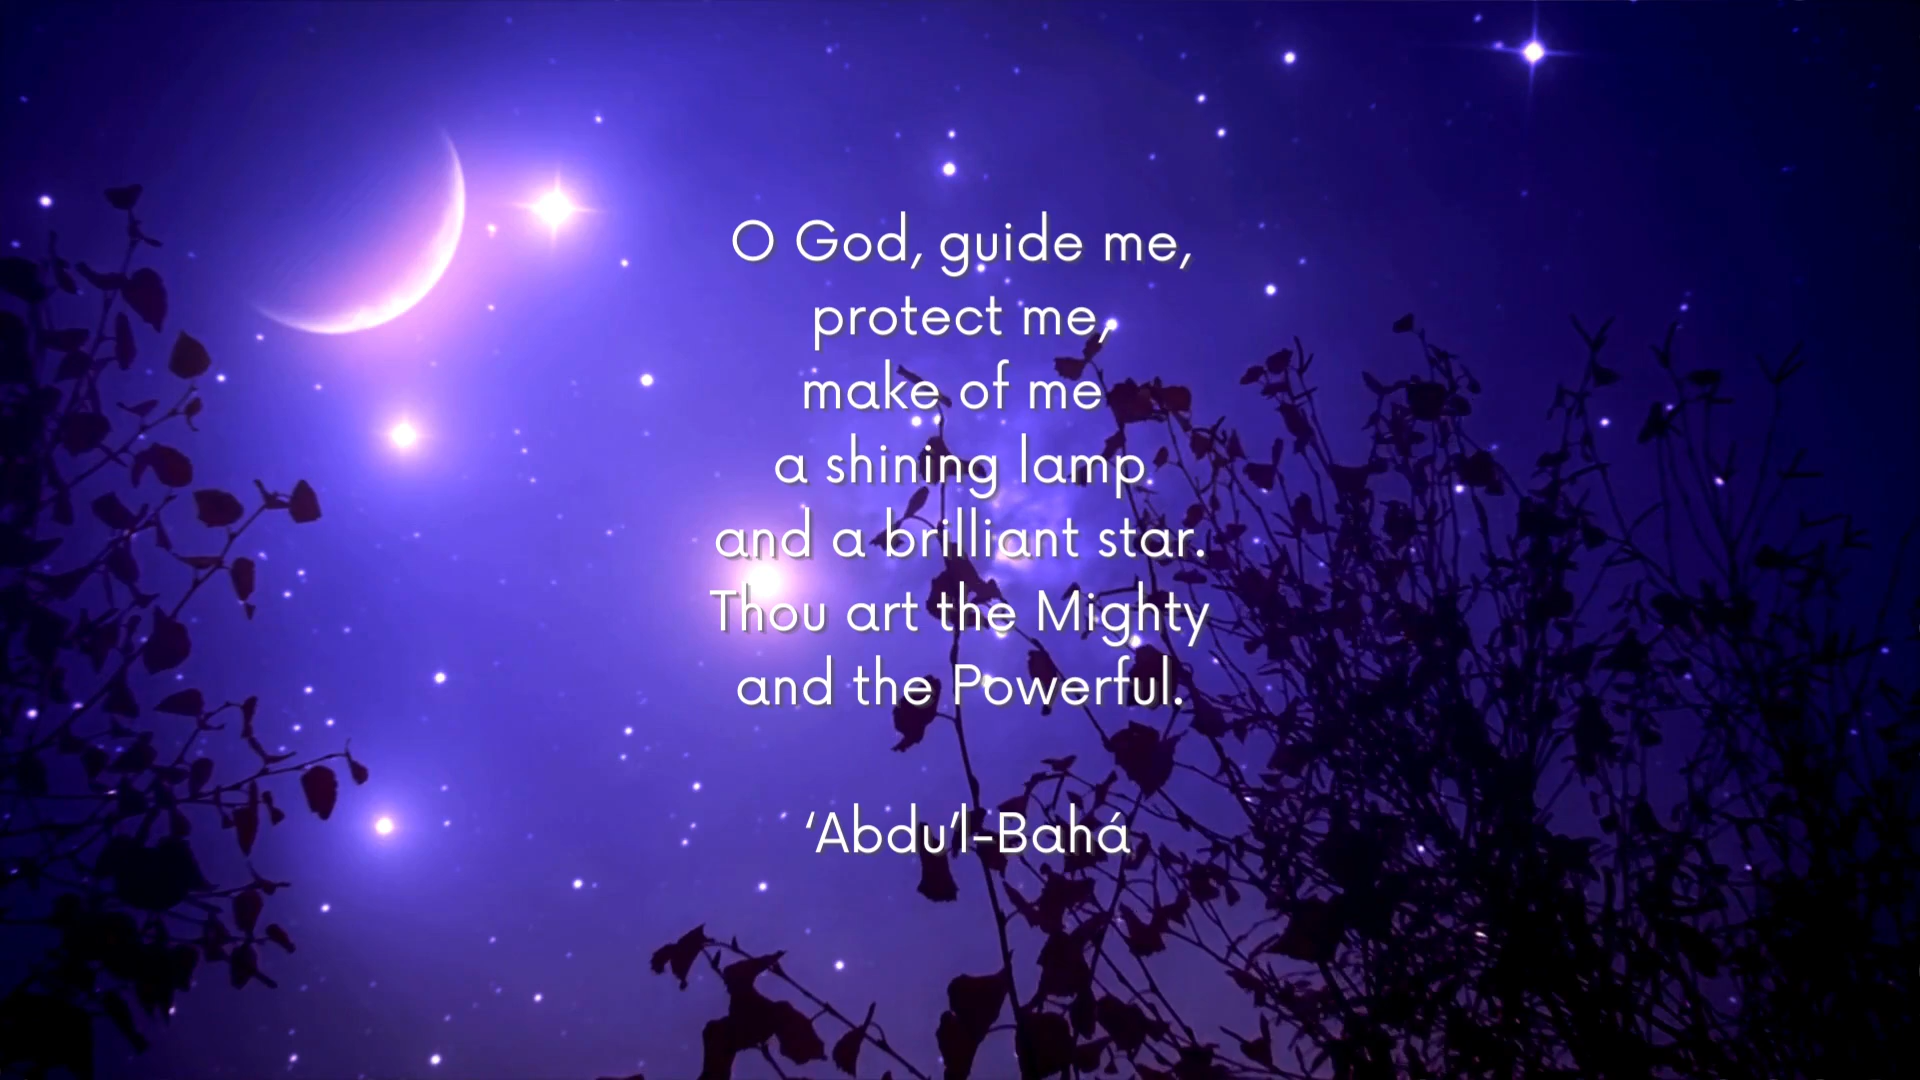 O God, guide me,
protect me,
make of me
a shining lamp
and a brilliant star.
Thou art the Mighty
and the Powerful.
‘Abdu’l-Bahá